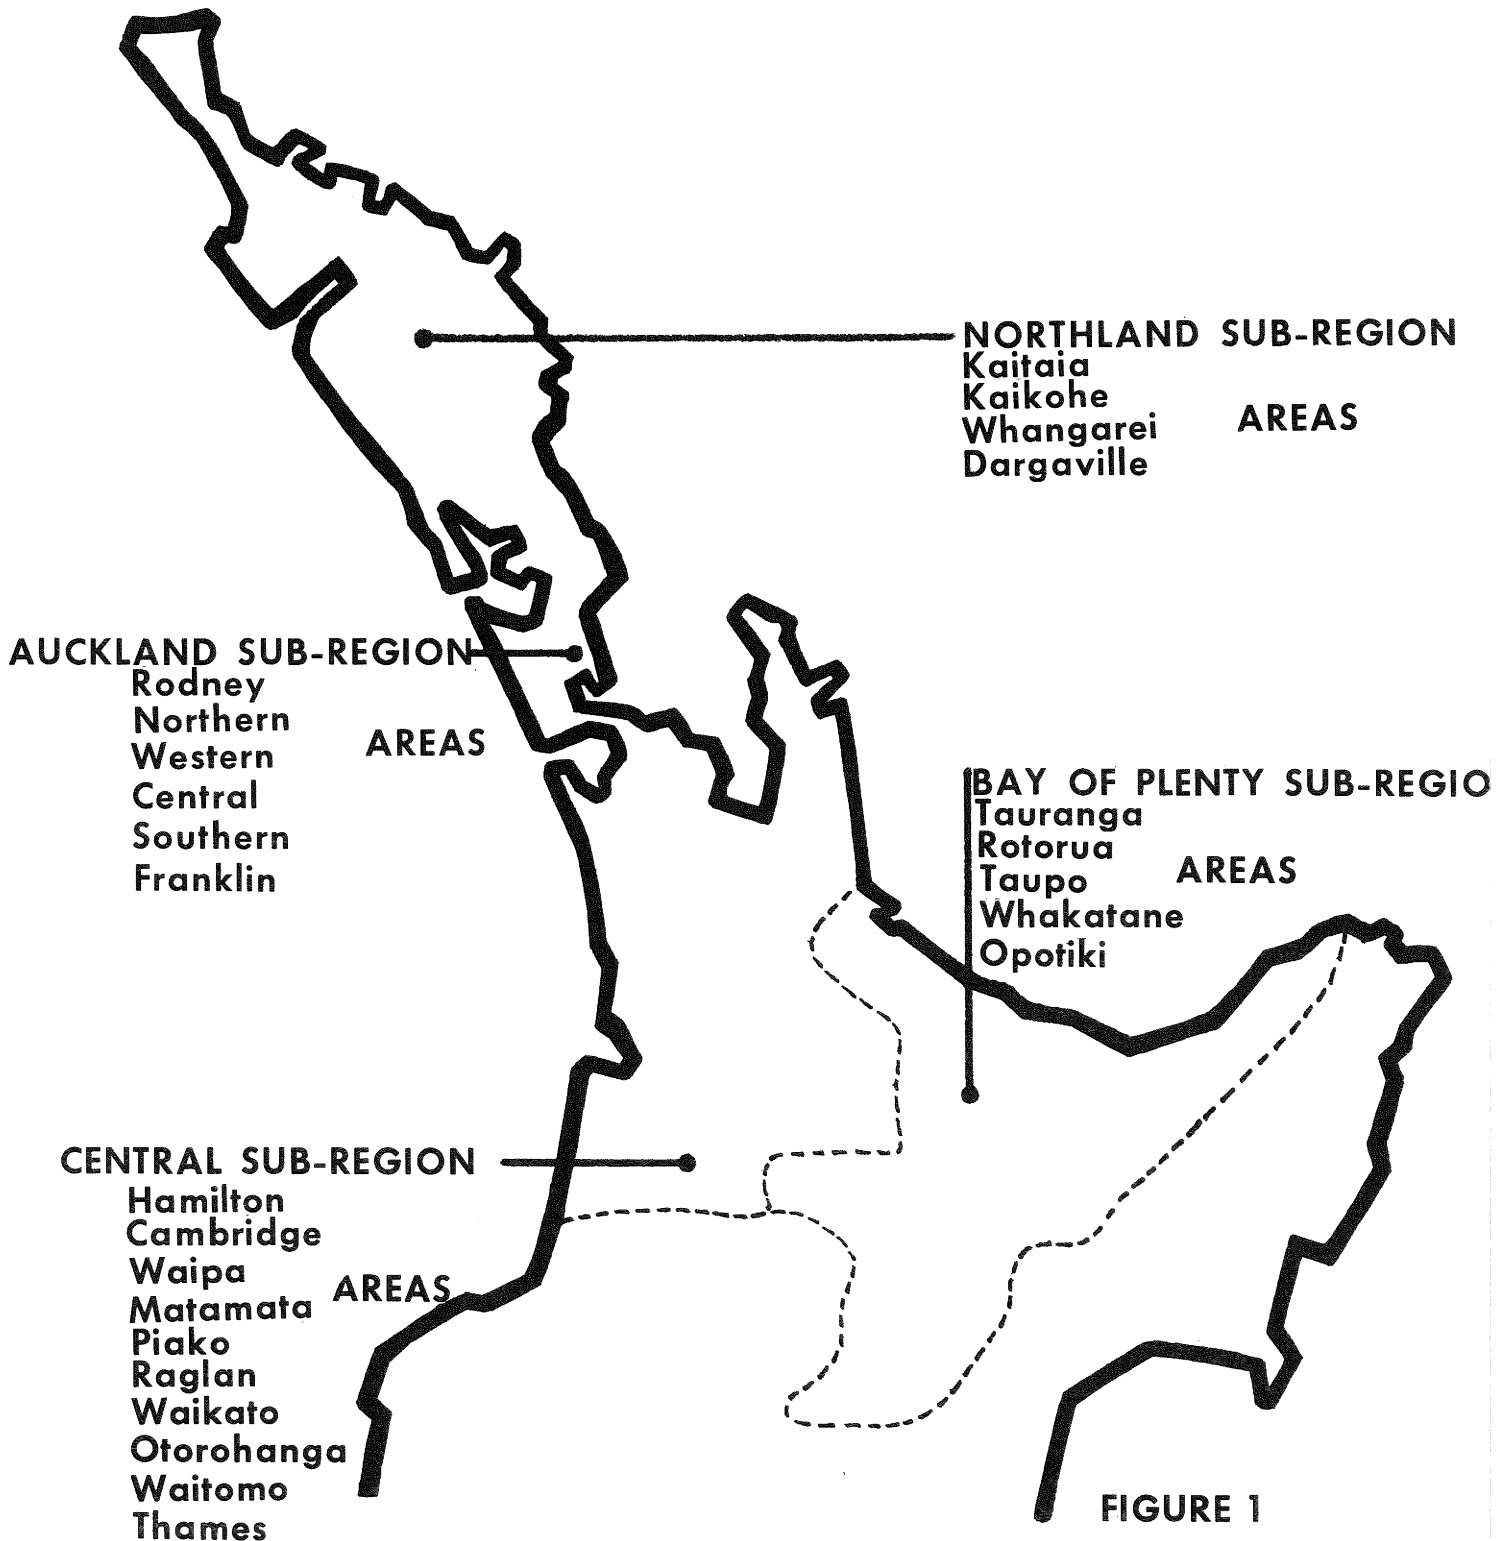 NORTHLAND SUB-REGION
Kaitaia
Kaikohe
Whangarei
Dargaville
AREAS
AUCKLAND SUB-REGION
Rodney
Northern
Western
Central
Southern
Franklin
AREAS
BAY OF PLENTY SUB-REGIO
Tauranga
Rotorua
Taupo
Whakatane
Opotiki
AREAS
CENTRAL SUB-REGION
Hamilton
Cambridge
Waipa
Matamata
Piako
Raglan
Waikato
Otorohanga
Waitomo
Thames
AREAS
FIGURE 1